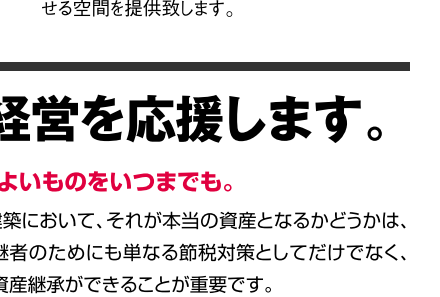 せる空間を提供致します。
経営を応援します。
よいものをいつまでも。
建築において、それが本当の資産となるかどうかは、
継者のためにも単なる節税対策としてだけでなく、
資産継承ができることが重要です。